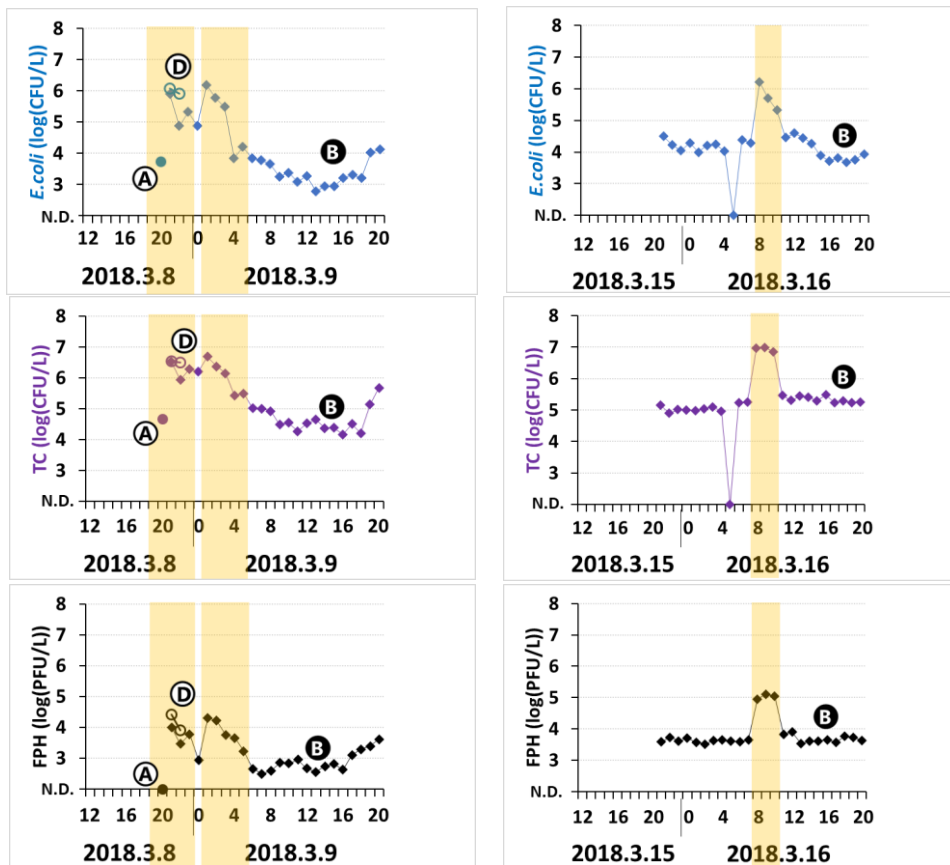 E.coli (log(CFU/L))
8
7
6
5
4
3
N.D.
D
A
B
12 16 20 0 4 8 12 16 20
2018.3.8 2018.3.9
E.coli (log(CFU/L))
8
7
6
5
4
3
N.D.
B
12 16 20 0 4 8 12 16 20
2018.3.15 2018.3.16
TC (log(CFU/L))
8
7
6
5
4
3
N.D.
D
A
B
12 16 20 0 4 8 12 16 20
2018.3.8 2018.3.9
TC (log(CFU/L))
8
7
6
5
4
3
N.D.
B
12 16 20 0 4 8 12 16 20
2018.3.15 2018.3.16
FPH (log(PFU/L))
8
7
6
5
4
3
N.D.
D
A
B
12 16 20 0 4 8 12 16 20
2018.3.8 2018.3.9
FPH (log(PFU/L))
8
7
6
5
4
3
N.D.
B
12 16 20 0 4 8 12 16 20
2018.3.15 2018.3.16